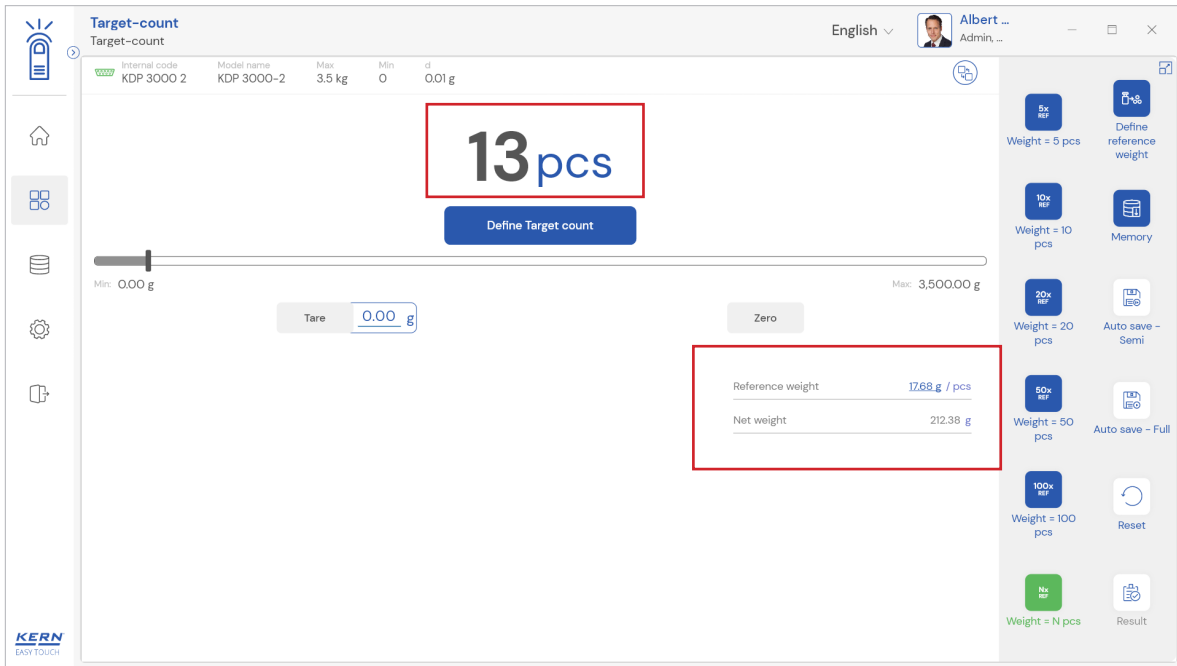 Target-count
Target-count
English
Albert ...
Admin, ...
Internal code
KDP 3000 2
Model name
KDP 3000-2
Max
3.5 kg
Min
0
d
0.01 g
13 pcs
Define Target count
Min: 0.00 g
Max: 3,500.00 g
Tare
0.00 g
Zero
Reference weight 17.68 g / pcs
Net weight 212.38 g
5x
REF
Weight = 5 pcs
Define
reference
weight
10x
REF
Weight = 10
pcs
Memory
20x
REF
Weight = 20
pcs
Auto save -
Semi
50x
REF
Weight = 50
pcs
Auto save - Full
100x
REF
Weight = 100
pcs
Reset
Nx
REF
Weight = N pcs
Result
KERN
EASY TOUCH